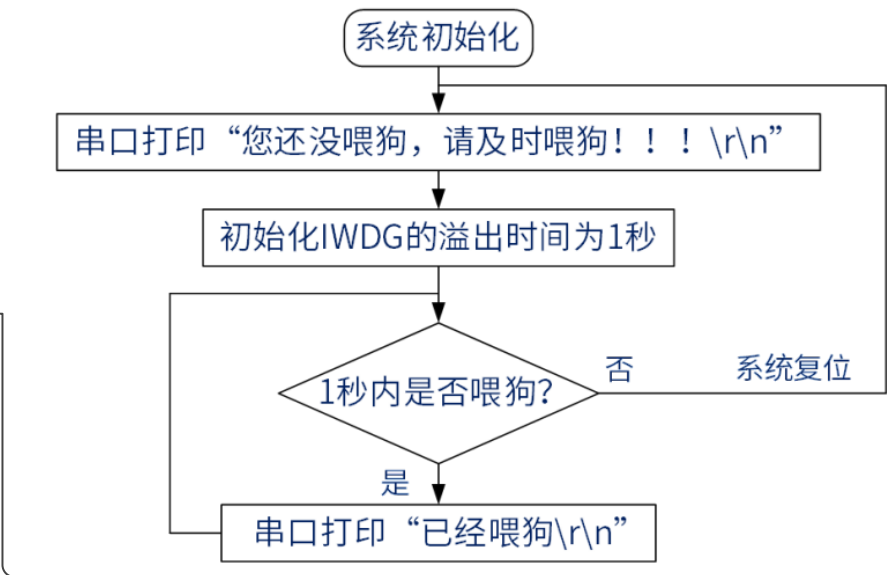 系统初始化
串口打印“您还没喂狗，请及时喂狗！！！\r\n”
初始化IWDG的溢出时间为1秒
1秒内是否喂狗？
否
系统复位
是
串口打印“已经喂狗\r\n”